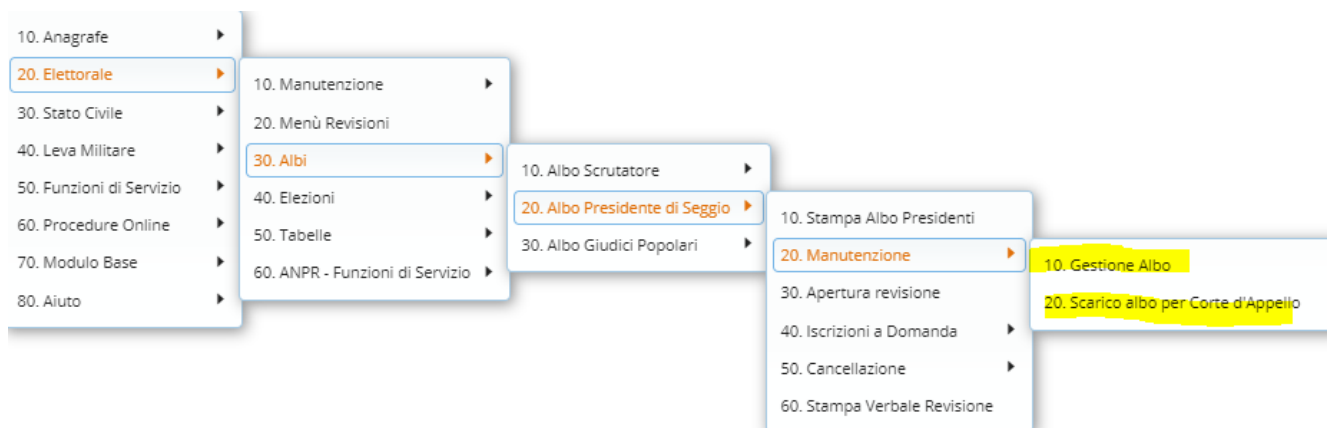 10. Anagrafe
20. Elettorale
30. Stato Civile
40. Leva Militare
50. Funzioni di Servizio
60. Procedure Online
70. Modulo Base
80. Aiuto
10. Manutenzione
20. Menù Revisioni
30. Albi
40. Elezioni
50. Tabelle
60. ANPR - Funzioni di Servizio
10. Albo Scrutatore
20. Albo Presidente di Seggio
30. Albo Giudici Popolari
10. Stampa Albo Presidenti
20. Manutenzione
30. Apertura revisione
40. Iscrizioni a Domanda
50. Cancellazione
60. Stampa Verbale Revisione
10. Gestione Albo
20. Scarico albo per Corte d'Appello